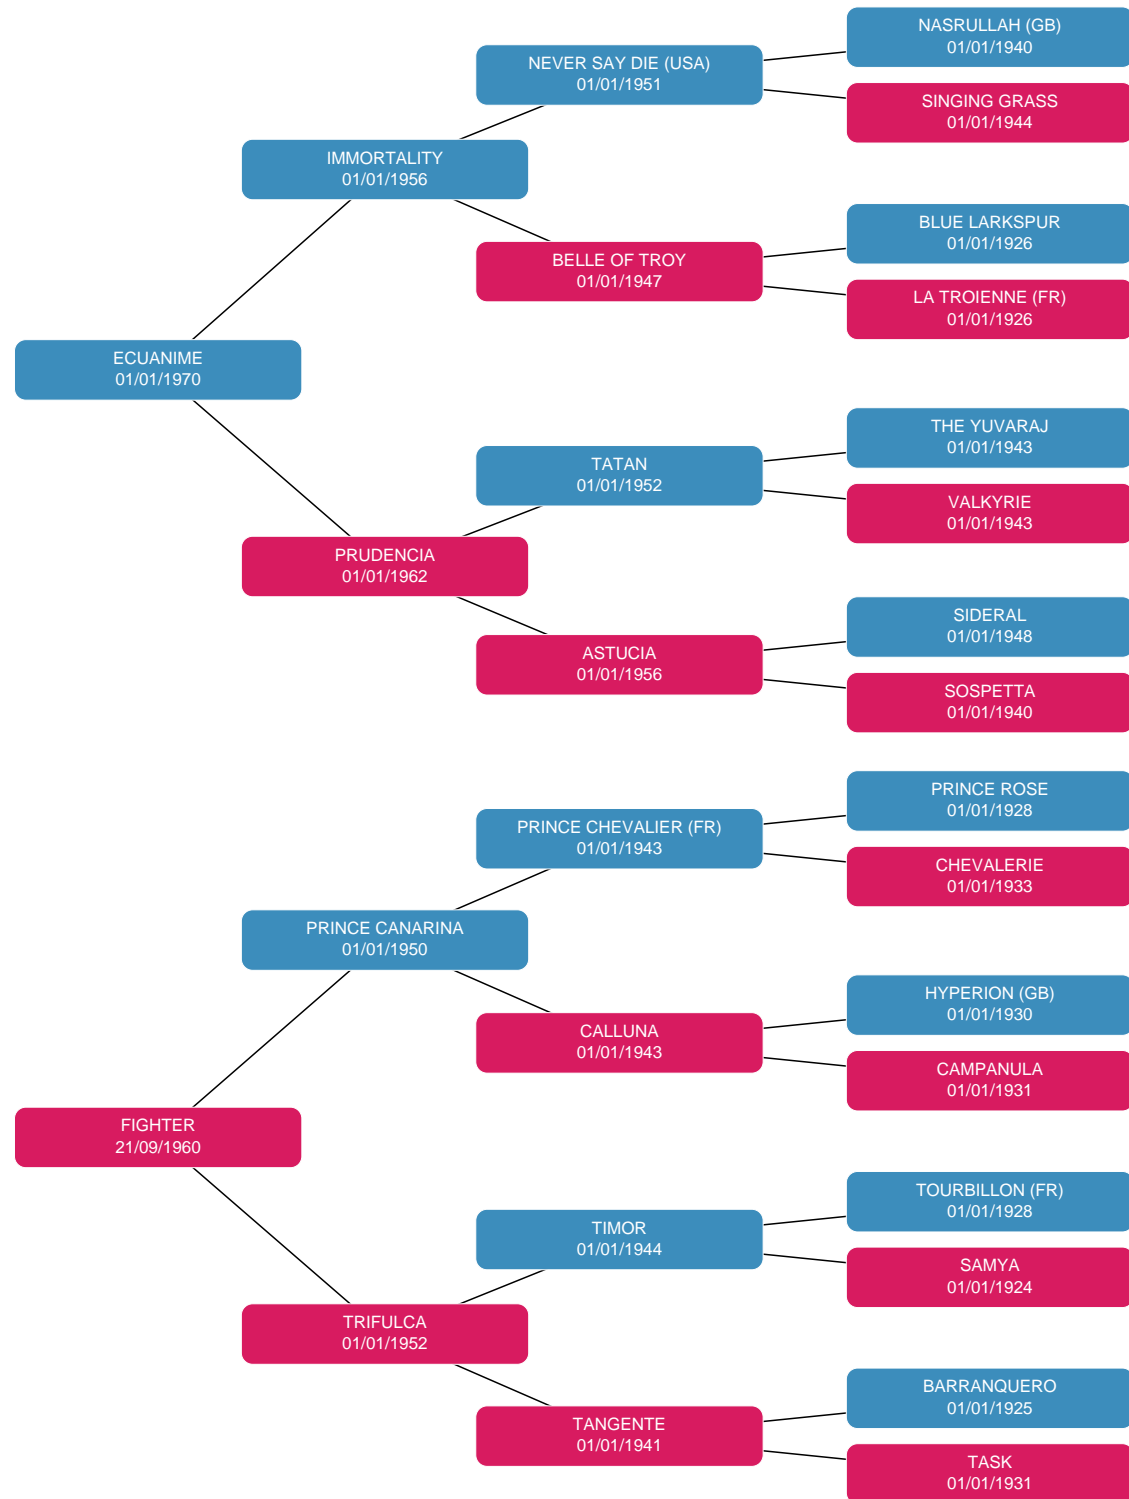 NASRULLAH (GB)
01/01/1940
NEVER SAY DIE (USA)
01/01/1951
SINGING GRASS
01/01/1944
IMMORTALITY
01/01/1956
BLUE LARKSPUR
01/01/1926
BELLE OF TROY
01/01/1947
LA TROIENNE (FR)
01/01/1926
ECUANIME
01/01/1970
THE YUVARAJ
01/01/1943
TATAN
01/01/1952
VALKYRIE
01/01/1943
PRUDENCIA
01/01/1962
SIDERAL
01/01/1948
ASTUCIA
01/01/1956
SOSPETTA
01/01/1940
PRINCE ROSE
01/01/1928
PRINCE CHEVALIER (FR)
01/01/1943
CHEVALERIE
01/01/1933
PRINCE CANARINA
01/01/1950
HYPERION (GB)
01/01/1930
CALLUNA
01/01/1943
CAMPANULA
01/01/1931
FIGHTER
21/09/1960
TOURBILLON (FR)
01/01/1928
TIMOR
01/01/1944
SAMYA
01/01/1924
TRIFULCA
01/01/1952
BARRANQUERO
01/01/1925
TANGENTE
01/01/1941
TASK
01/01/1931